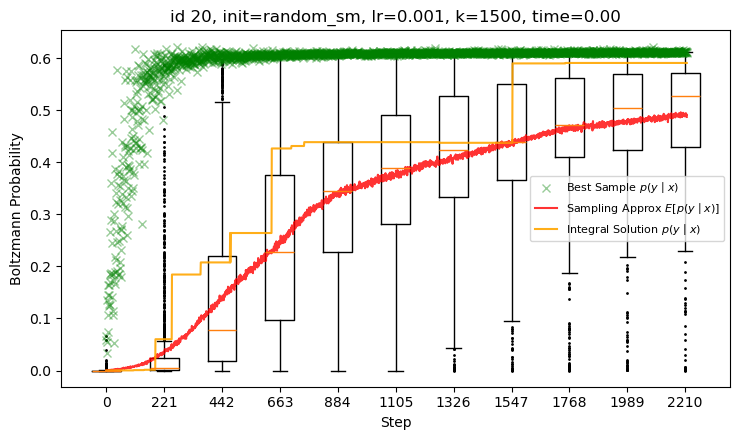 id 20, init=random_sm, lr=0.001, k=1500, time=0.00
Boltzmann Probability
0.6
0.5
0.4
0.3
0.2
0.1
0.0
Best Sample p(y | x)
Sampling Approx E[p(y | x)]
Integral Solution p(y | x)
0 221 442 663 884 1105 1326 1547 1768 1989 2210
Step